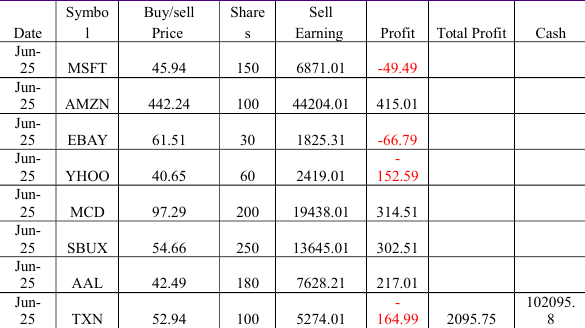 Symbo Buy/sell Share Sell
Date l Price s Earning Profit Total Profit Cash
Jun-
25 MSFT 45.94 150 6871.01 -49.49
Jun-
25 AMZN 442.24 100 44204.01 415.01
Jun-
25 EBAY 61.51 30 1825.31 -66.79
Jun- -
25 YHOO 40.65 60 2419.01 152.59
Jun-
25 MCD 97.29 200 19438.01 314.51
Jun-
25 SBUX 54.66 250 13645.01 302.51
Jun-
25 AAL 42.49 180 7628.21 217.01
Jun- - 102095.
25 TXN 52.94 100 5274.01 164.99 2095.75 8